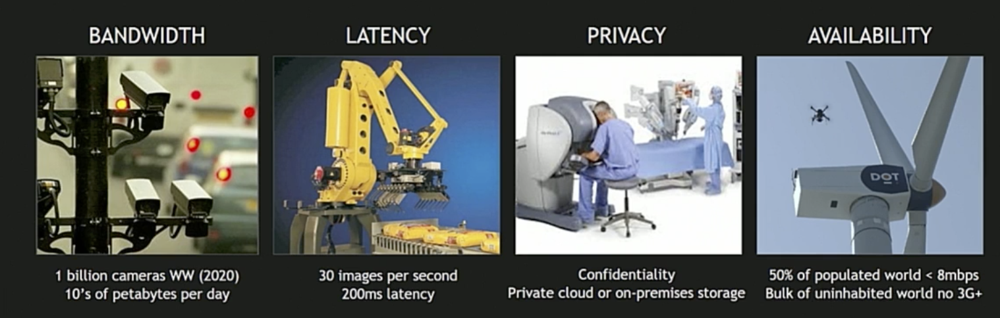 BANDWIDTH
1 billion cameras WW (2020)
10's of petabytes per day
LATENCY
30 images per second
200ms latency
PRIVACY
Confidentiality
Private cloud or on-premises storage
AVAILABILITY
DOT
50% of populated world < 8mbps
Bulk of uninhabited world no 3G+